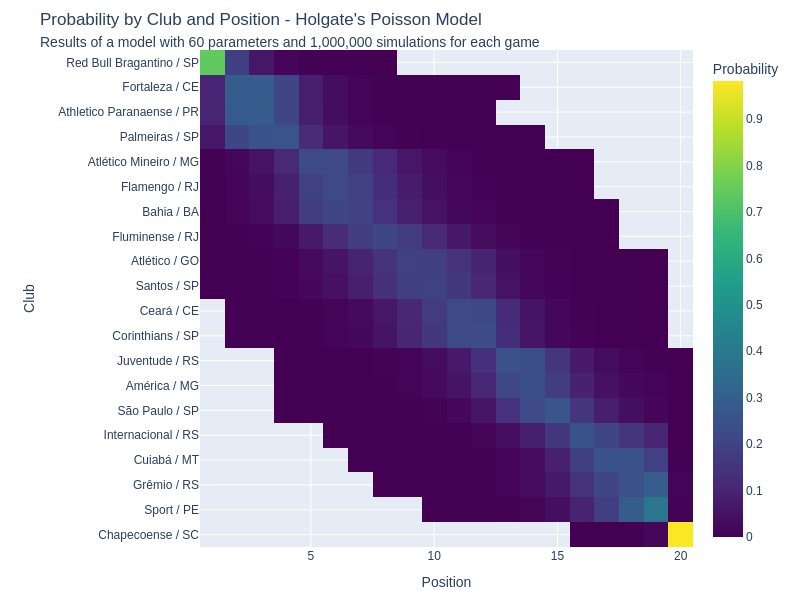 Probability by Club and Position - Holgate's Poisson Model
Results of a model with 60 parameters and 1,000,000 simulations for each game
Probability
Red Bull Bragantino / SP
Fortaleza / CE
Athletico Paranaense / PR
Palmeiras / SP
Atlético Mineiro / MG
Flamengo / RJ
Bahia / BA
Fluminense / RJ
Atlético / GO
Santos / SP
Ceará / CE
Corinthians / SP
Juventude / RS
América / MG
São Paulo / SP
Internacional / RS
Cuiabá / MT
Grêmio / RS
Sport / PE
Chapecoense / SC
Club
5
10
15
20
Position
0.9
0.8
0.7
0.6
0.5
0.4
0.3
0.2
0.1
0